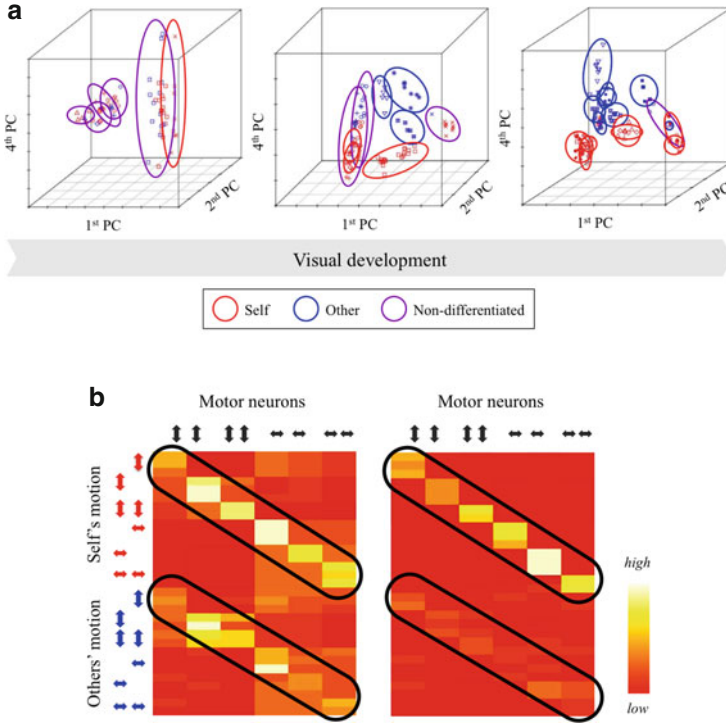 a
4th PC
1st PC
2nd PC
4th PC
1st PC
2nd PC
4th PC
1st PC
2nd PC
Visual development
Self
Other
Non-differentiated
b
Motor neurons
Motor neurons
Self's motion
Others' motion
high
low